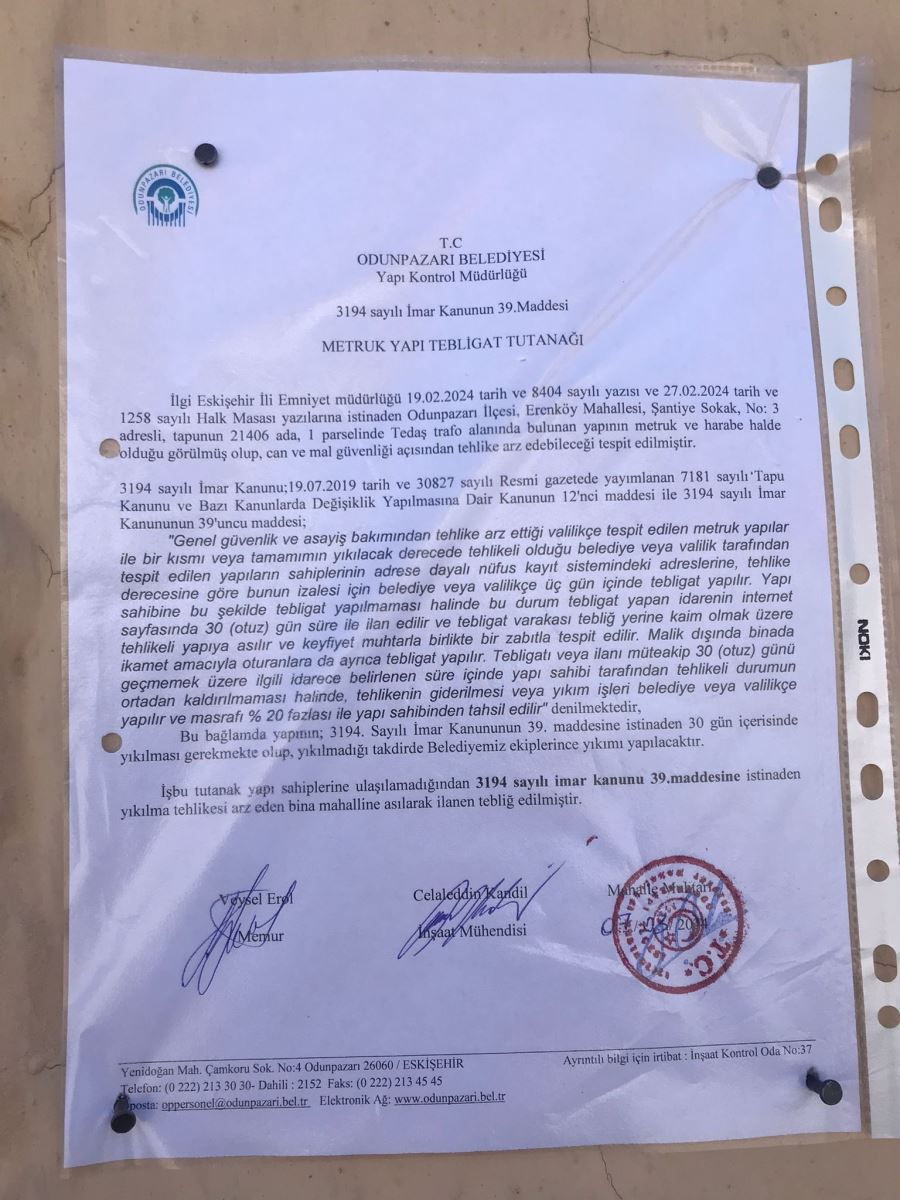 ODUNPAZARI BELEDİYESİ
T.C
ODUNPAZARI BELEDİYESİ
Yapı Kontrol Müdürlüğü
3194 sayılı İmar Kanunun 39.Maddesi
METRUK YAPI TEBLİGAT TUTANAĞI
İlgi Eskişehir İli Emniyet müdürlüğü 19.02.2024 tarih ve 8404 sayılı yazısı ve 27.02.2024 tarih ve
1258 sayılı Halk Masası yazılarına istinaden Odunpazarı İlçesi, Erenköy Mahallesi, Şantiye Sokak, No: 3
adresli, tapunun 21406 ada, 1 parselinde Tedaş trafo alanında bulunan yapının metruk ve harabe halde
olduğu görülmüş olup, can ve mal güvenliği açısından tehlike arz edebileceği tespit edilmiştir.
3194 sayılı İmar Kanunu;19.07.2019 tarih ve 30827 sayılı Resmi gazetede yayımlanan 7181 sayılı 'Tapu
Kanunu ve Bazı Kanunlarda Değişiklik Yapılmasına Dair Kanunun 12'nci maddesi ile 3194 sayılı İmar
Kanununun 39'uncu maddesi;
"Genel güvenlik ve asayiş bakımından tehlike arz ettiği valilikçe tespit edilen metruk yapılar
ile bir kısmı veya tamamımın yıkılacak derecede tehlikeli olduğu belediye veya valilik tarafından
tespit edilen yapıların sahiplerinin adrese dayalı nüfus kayıt sistemindeki adreslerine, tehlike
derecesine göre bunun izalesi için belediye veya valilikçe üç gün içinde tebligat yapılır. Yapı
sahibine bu şekilde tebligat yapılmaması halinde bu durum tebligat yapan idarenin internet
sayfasında 30 (otuz) gün süre ile ilan edilir ve tebligat varakası tebliğ yerine kaim olmak üzere
tehlikeli yapıya asılır ve keyfiyet muhtarla birlikte bir zabıtla tespit edilir. Malik dışında binada
ikamet amacıyla oturanlara da ayrıca tebligat yapılır. Tebligatı veya ilanı müteakip 30 (otuz) günü
geçmemek üzere ilgili idarece belirlenen süre içinde yapı sahibi tarafından tehlikeli durumun
ortadan kaldırılmaması halinde, tehlikenin giderilmesi veya yıkım işleri belediye veya valilikçe
yapılır ve masrafı % 20 fazlası ile yapı sahibinden tahsil edilir" denilmektedir,
Bu bağlamda yapının; 3194. Sayılı İmar Kanununun 39. maddesine istinaden 30 gün içerisinde
yıkılması gerekmekte olup, yıkılmadığı takdirde Belediyemiz ekiplerince yıkımı yapılacaktır.
İşbu tutanak yapı sahiplerine ulaşılamadığından 3194 sayılı imar kanunu 39.maddesine istinaden
yıkılma tehlikesi arz eden bina mahalline asılarak ilanen tebliğ edilmiştir.
Veysel Erol
Celaleddin Kandil
Mahalle Muhtarı
Memur
İnşaat Mühendisi
T.C.
Yenidoğan Mah. Çamkoru Sok. No:4 Odunpazarı 26060 / ESKİŞEHİR
Ayrıntılı bilgi için irtibat : İnşaat Kontrol Oda No:37
Telefon: (0 222) 213 30 30- Dahili : 2152 Faks: (0 222) 213 45 45
posta: oppersonel@odunpazari.bel.tr Elektronik Ağ: www.odunpazari.bel.tr
NOKI